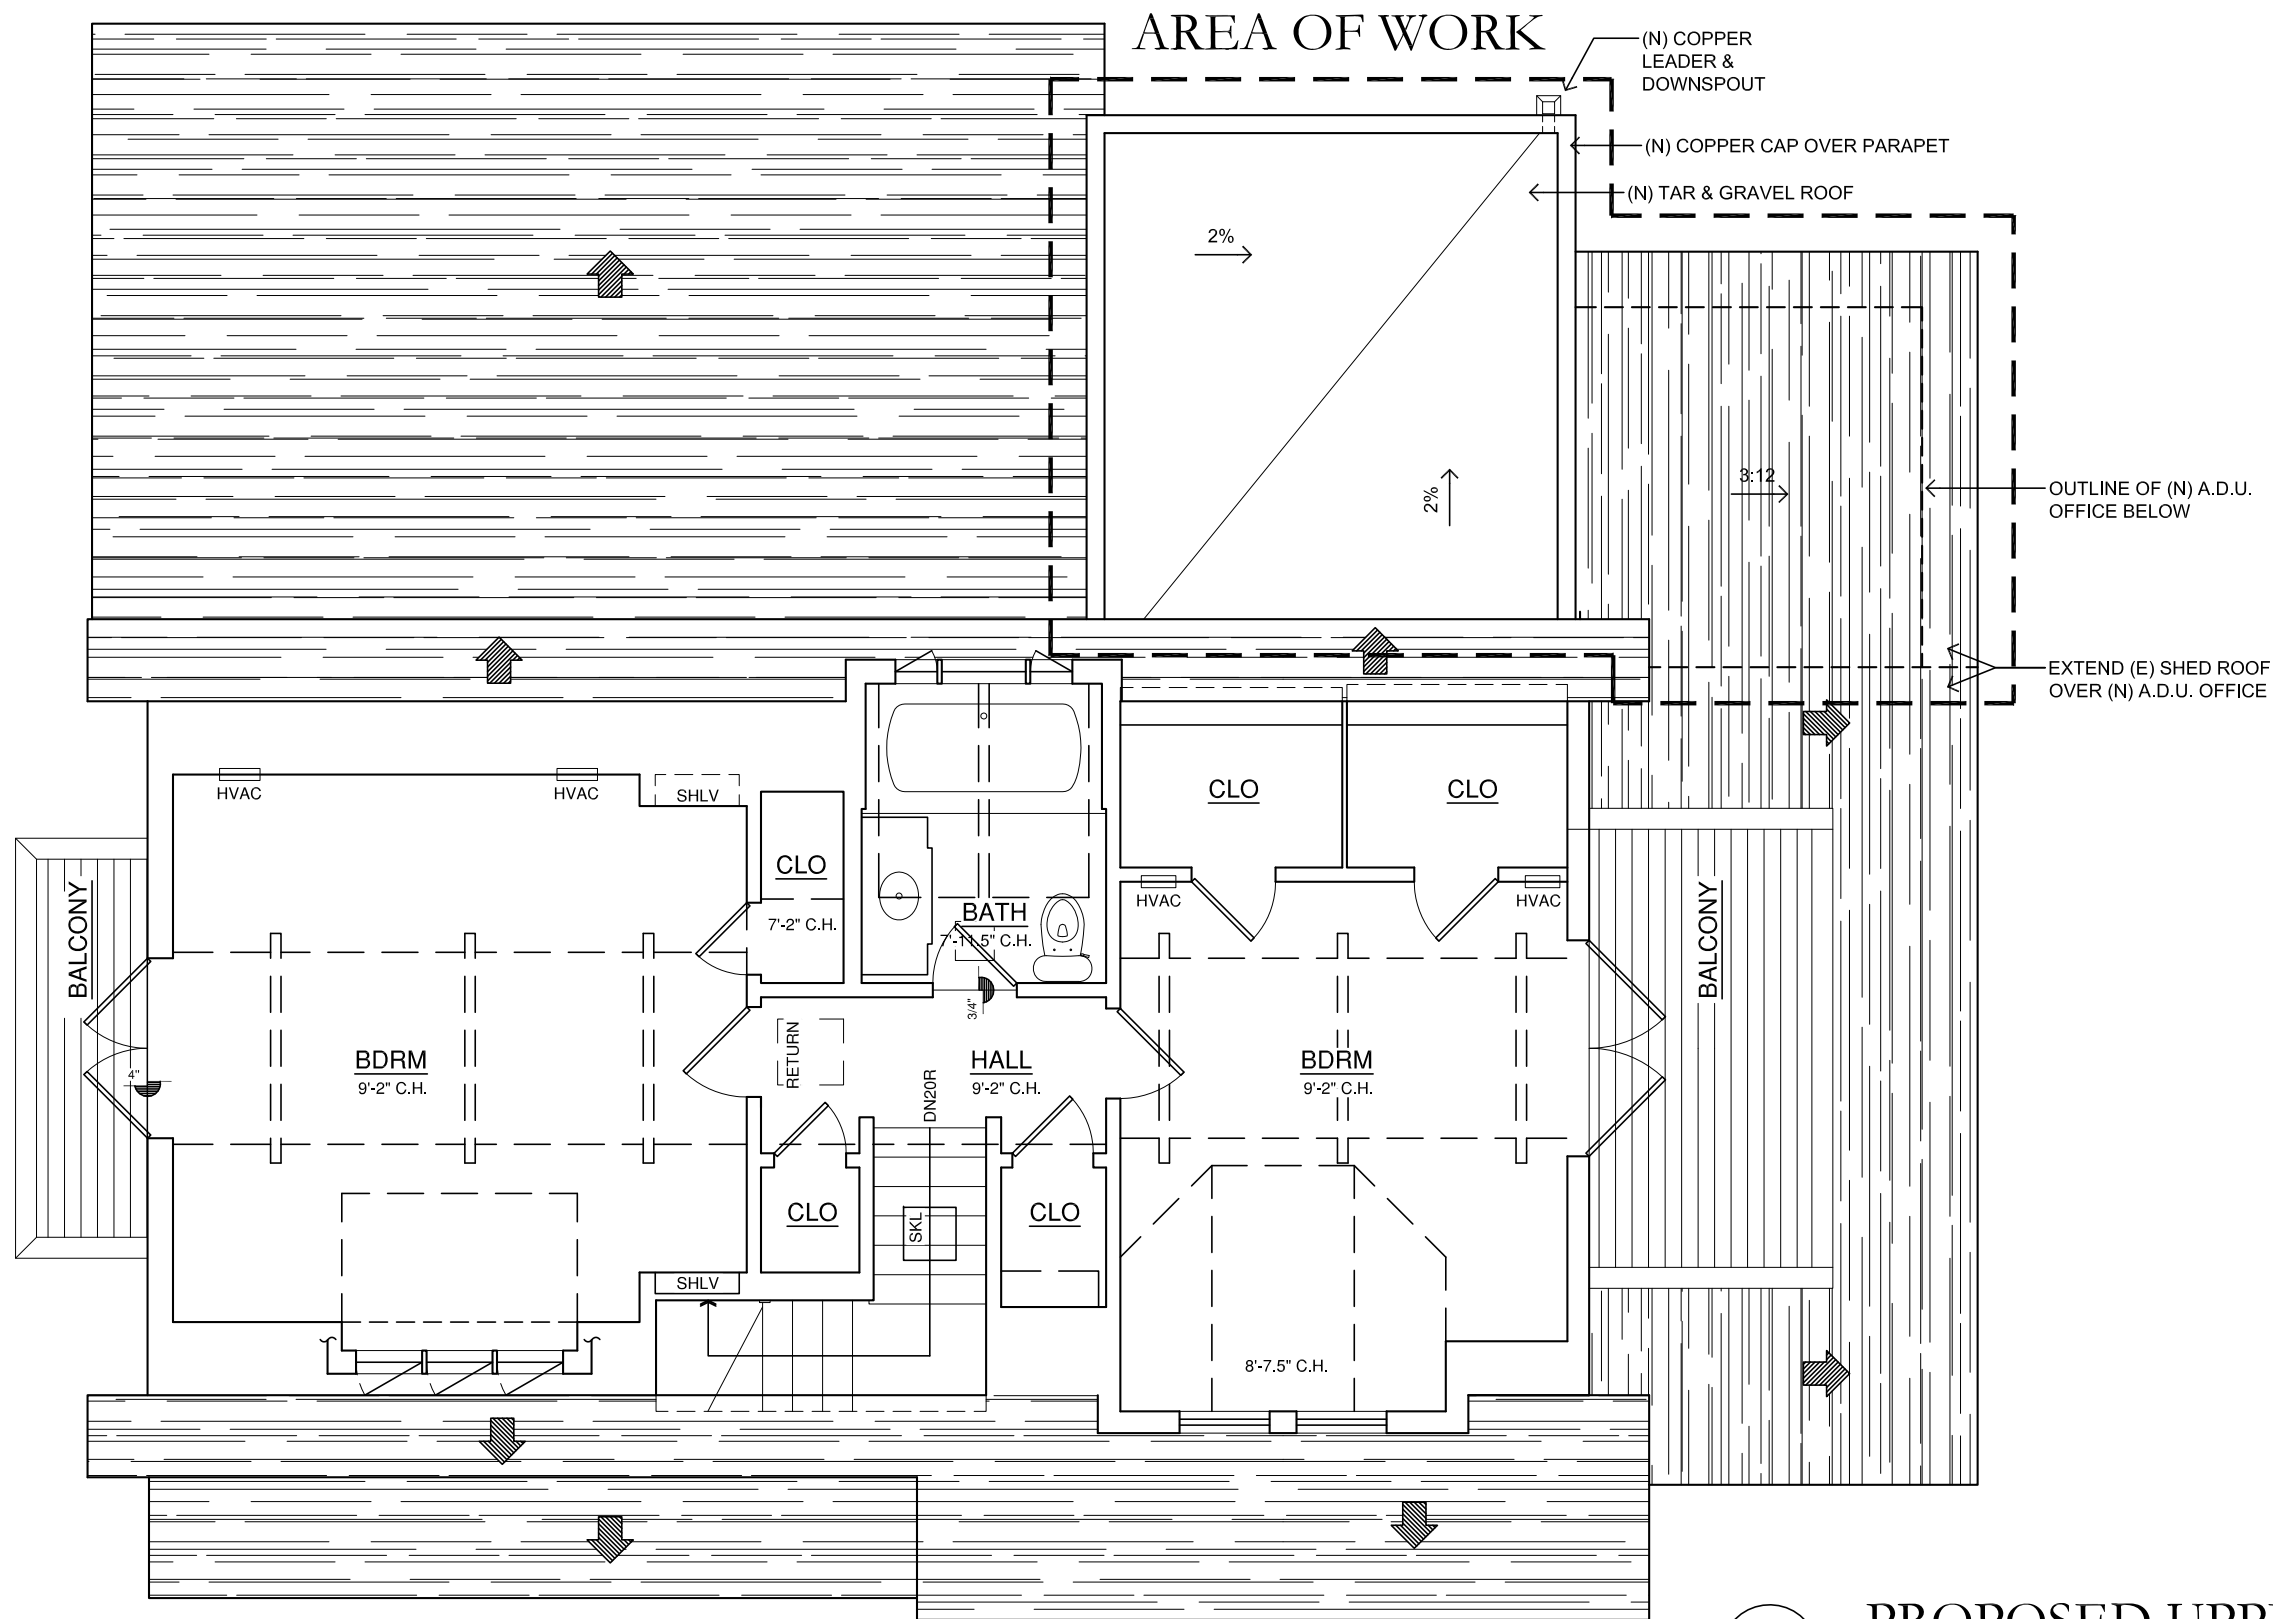 AREA OF WORK
(N) COPPER
LEADER &
DOWNSPOUT
(N) COPPER CAP OVER PARAPET
(N) TAR & GRAVEL ROOF
2%
2%
3:12
OUTLINE OF (N) A.D.U.
OFFICE BELOW
EXTEND (E) SHED ROOF
OVER (N) A.D.U. OFFICE
HVAC
HVAC
SHLV
CLO
7'-2" C.H.
BATH
7'-11.5" C.H.
CLO
CLO
HVAC
HVAC
BALCONY
BALCONY
3/4"
4"
BDRM
9'-2" C.H.
RETURN
HALL
9'-2" C.H.
DN20R
BDRM
9'-2" C.H.
CLO
SKL
CLO
SHLV
8'-7.5" C.H.